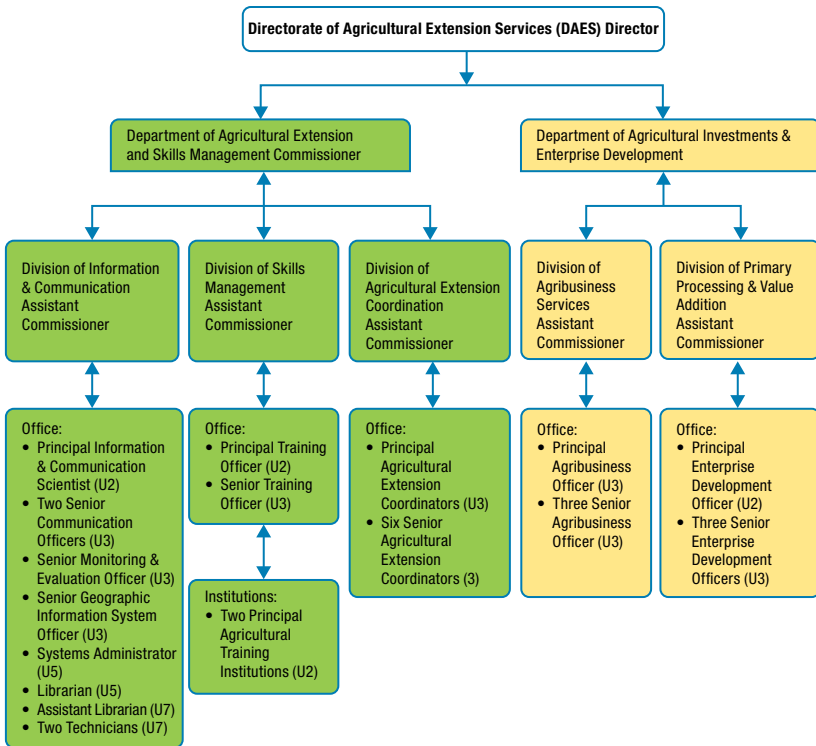 Directorate of Agricultural Extension Services (DAES) Director
Department of Agricultural Extension
and Skills Management Commissioner
Department of Agricultural Investments &
Enterprise Development
Division of Information
& Communication
Assistant
Commissioner
Division of Skills
Management
Assistant
Commissioner
Division of
Agricultural Extension
Coordination
Assistant
Commissioner
Division of
Agribusiness
Services
Assistant
Commissioner
Division of Primary
Processing & Value
Addition
Assistant
Commissioner
Office:
• Principal Information
& Communication
Scientist (U2)
• Two Senior
Communication
Officers (U3)
• Senior Monitoring &
Evaluation Officer (U3)
• Senior Geographic
Information System
Officer (U3)
• Systems Administrator
(U5)
• Librarian (U5)
• Assistant Librarian (U7)
• Two Technicians (U7)
Office:
• Principal Training
Officer (U2)
• Senior Training
Officer (U3)
Institutions:
• Two Principal
Agricultural
Training
Institutions (U2)
Office:
• Principal
Agricultural
Extension
Coordinators (U3)
• Six Senior
Agricultural
Extension
Coordinators (3)
Office:
• Principal
Agribusiness
Officer (U3)
• Three Senior
Agribusiness
Officer (U3)
Office:
• Principal
Enterprise
Development
Officer (U2)
• Three Senior
Enterprise
Development
Officers (U3)